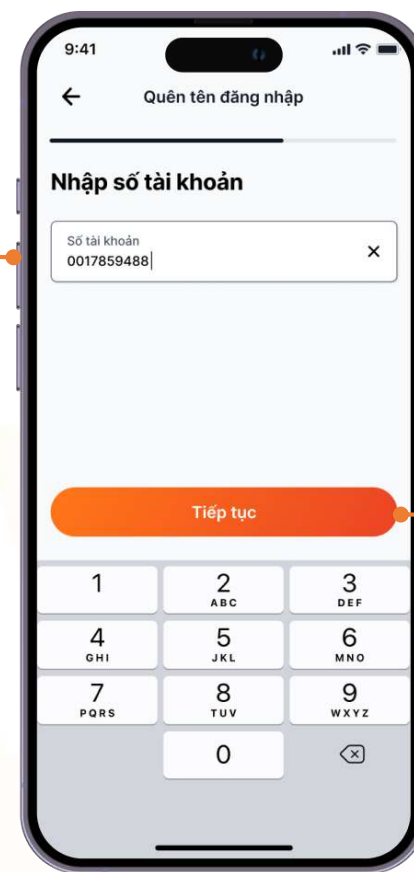 9:41
Quên tên đăng nhập
Nhập số tài khoản
Số tài khoản
0017859488
Tiếp tục
1
2
ABC
3
DEF
4
GHI
5
JKL
6
MNO
7
PQRS
8
TUV
9
WXYZ
0